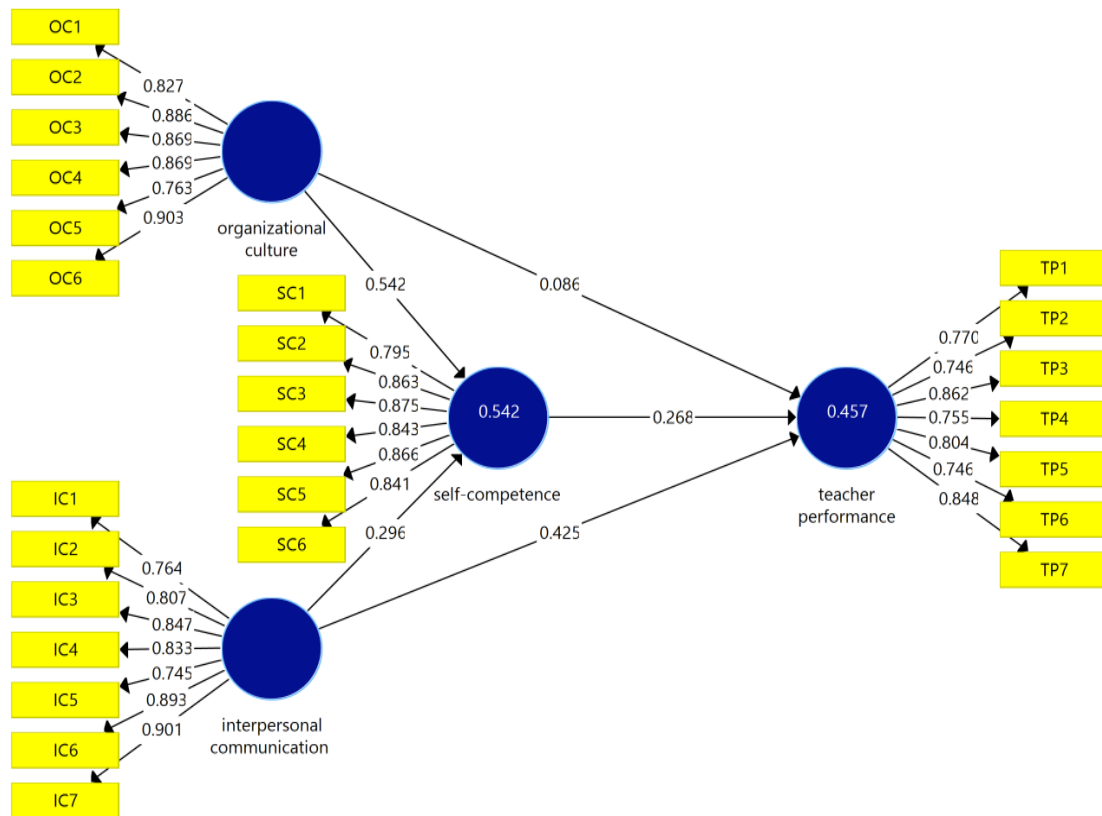 OC1
OC2
OC3
OC4
OC5
OC6
0.827
0.886
0.869
0.869
0.763
0.903
organizational
culture
0.542
0.086
SC1
SC2
SC3
SC4
SC5
SC6
0.795
0.863
0.875
0.843
0.866
0.841
0.542
self-competence
0.268
0.296
0.425
IC1
IC2
IC3
IC4
IC5
IC6
IC7
0.764
0.807
0.847
0.833
0.745
0.893
0.901
interpersonal
communication
0.457
teacher
performance
0.770
0.746
0.862
0.755
0.804
0.746
0.848
TP1
TP2
TP3
TP4
TP5
TP6
TP7